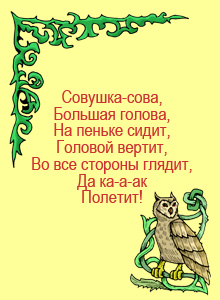 Совушка-сова,
Большая голова,
На пеньке сидит,
Головой вертит,
Во все стороны глядит,
Да ка-а-ак
Полетит!